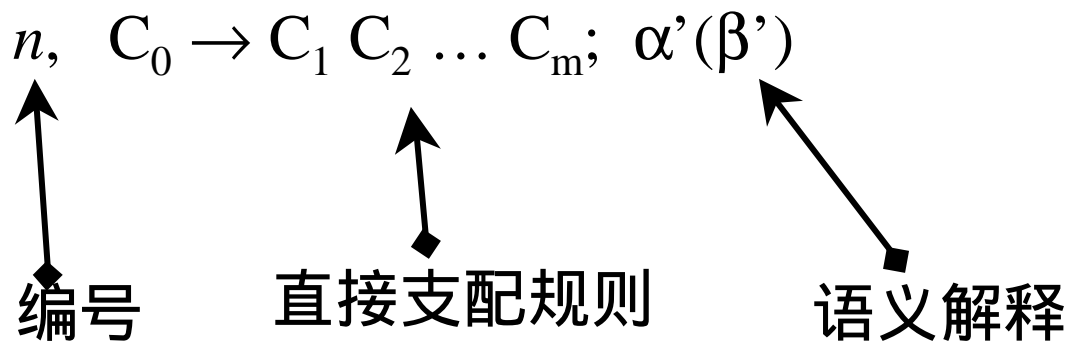 n, C₀ → C₁ C₂ … Cₘ; α’(β’)
编号 直接支配规则 语义解释